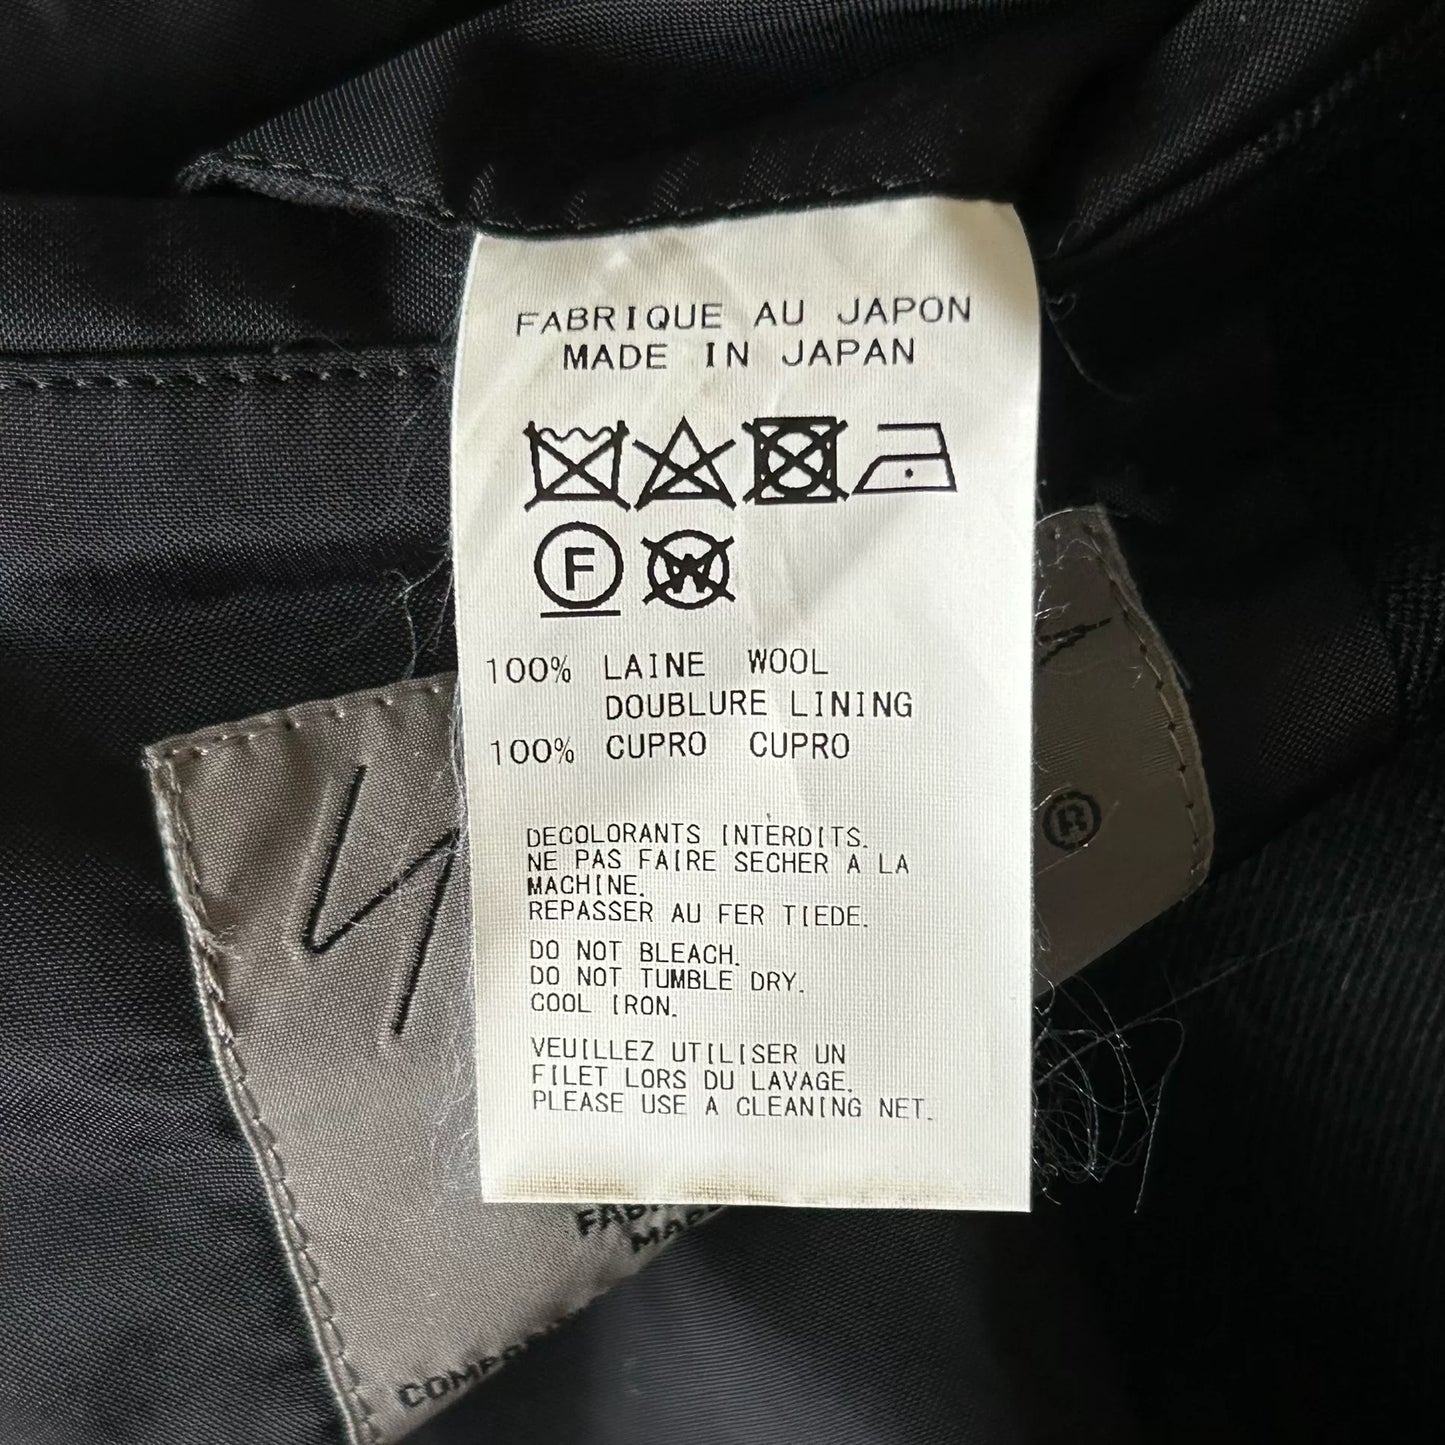 FABRIQUE AU JAPON
MADE IN JAPAN
F
W
100% LAINE WOOL
DOUBLURE LINING
100% CUPRO CUPRO
DECOLORANTS INTERDITS.
NE PAS FAIRE SECHER A LA
MACHINE.
REPASSER AU FER TIEDE.
DO NOT BLEACH.
DO NOT TUMBLE DRY.
COOL IRON.
VEUILLEZ UTILISER UN
FILET LORS DU LAVAGE.
PLEASE USE A CLEANING NET.
®